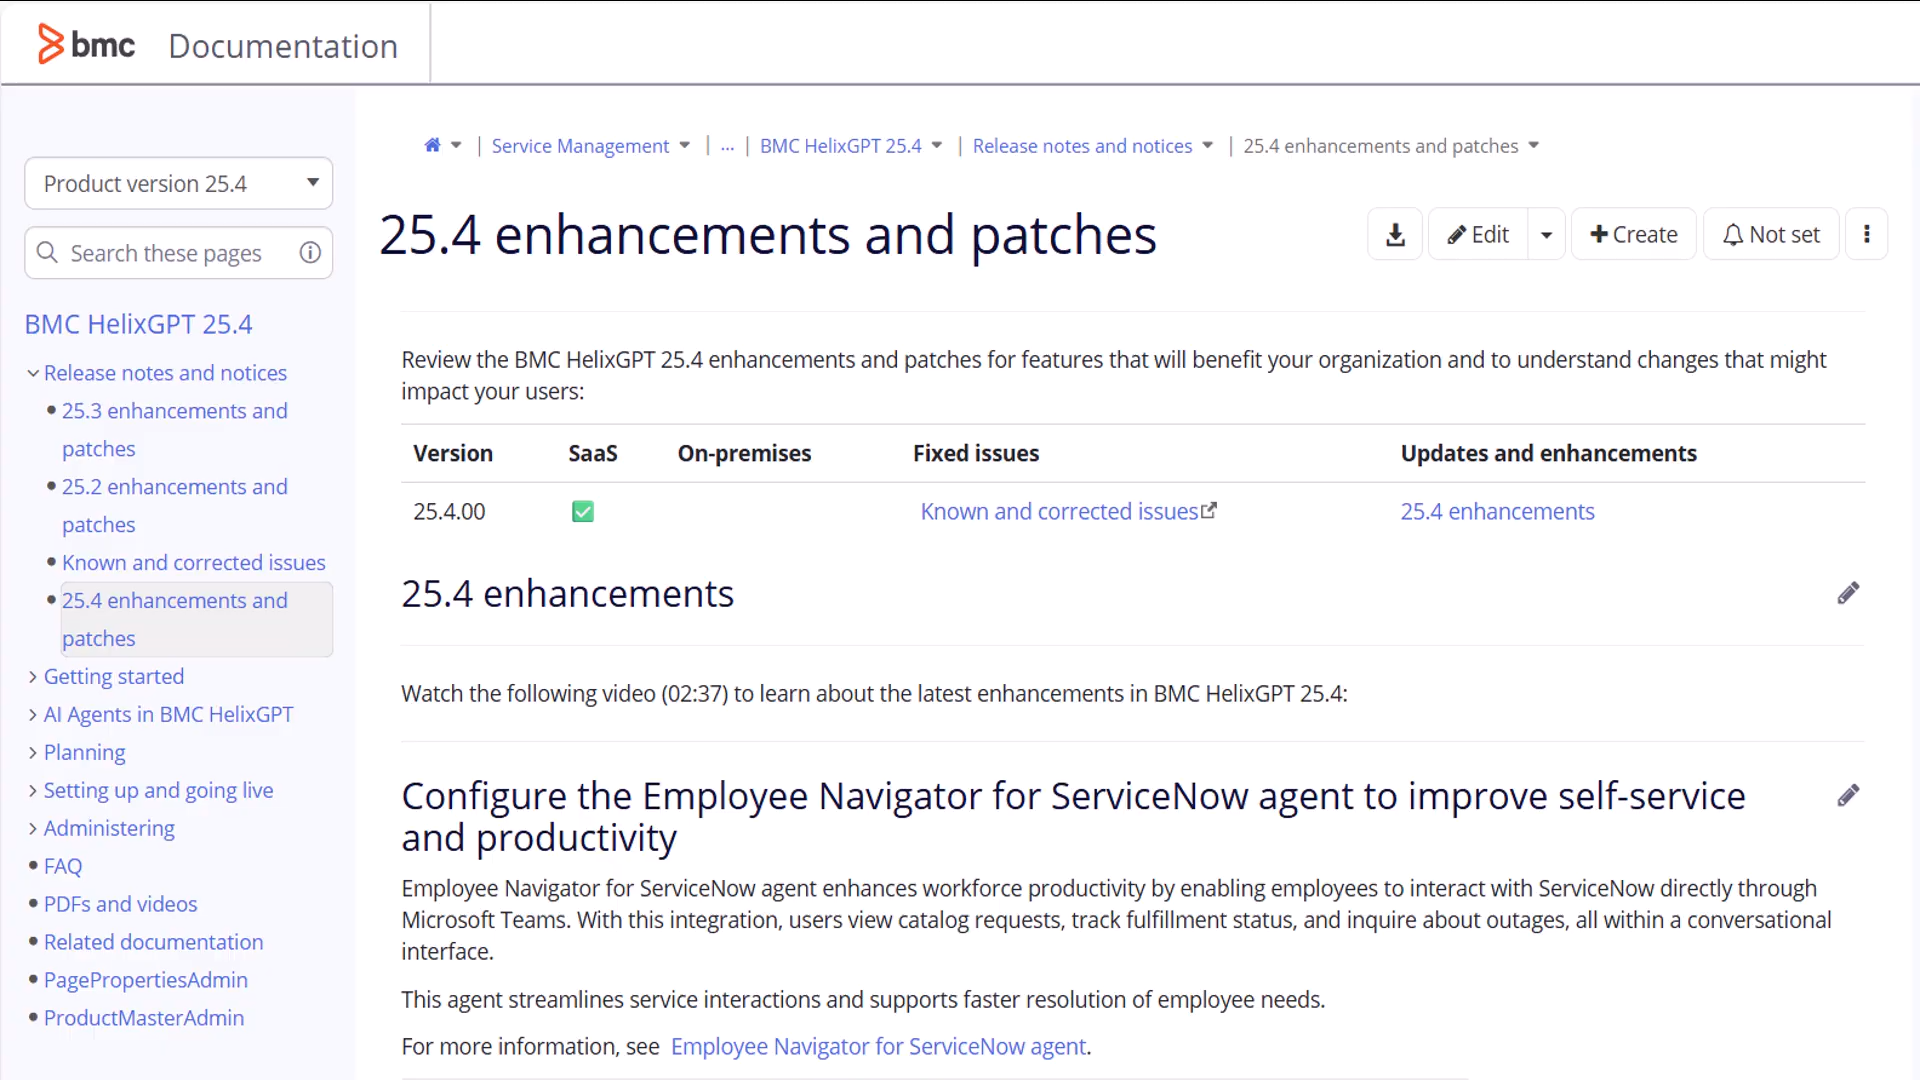 bmc Documentation
Service Management | ... | BMC HelixGPT 25.4 | Release notes and notices | 25.4 enhancements and patches
Product version 25.4
Search these pages
BMC HelixGPT 25.4
Release notes and notices
25.3 enhancements and
patches
25.2 enhancements and
patches
Known and corrected issues
25.4 enhancements and
patches
Getting started
AI Agents in BMC HelixGPT
Planning
Setting up and going live
Administering
FAQ
PDFs and videos
Related documentation
PagePropertiesAdmin
ProductMasterAdmin
25.4 enhancements and patches
Edit
Create
Not set
Review the BMC HelixGPT 25.4 enhancements and patches for features that will benefit your organization and to understand changes that might
impact your users:
Version SaaS On-premises Fixed issues Updates and enhancements
25.4.00 Known and corrected issues 25.4 enhancements
25.4 enhancements
Watch the following video (02:37) to learn about the latest enhancements in BMC HelixGPT 25.4:
Configure the Employee Navigator for ServiceNow agent to improve self-service
and productivity
Employee Navigator for ServiceNow agent enhances workforce productivity by enabling employees to interact with ServiceNow directly through
Microsoft Teams. With this integration, users view catalog requests, track fulfillment status, and inquire about outages, all within a conversational
interface.
This agent streamlines service interactions and supports faster resolution of employee needs.
For more information, see Employee Navigator for ServiceNow agent.